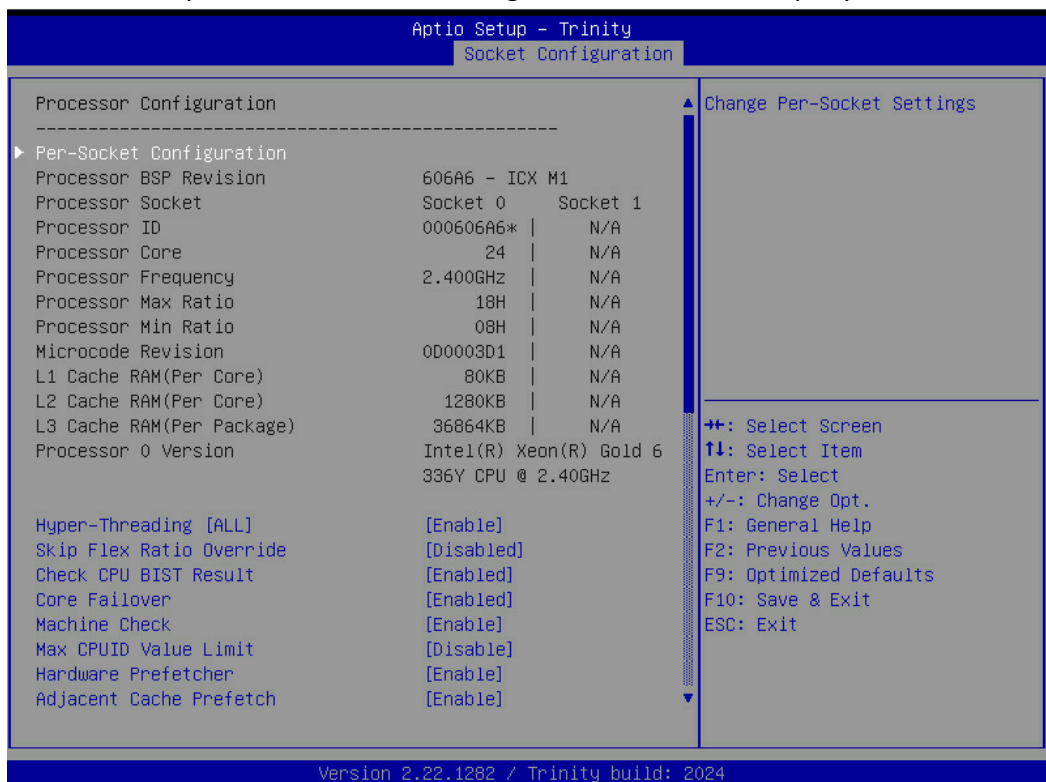 Aptio Setup – Trinity
Socket Configuration
Processor Configuration
--------------------------------------------------
Per-Socket Configuration
Processor BSP Revision 606A6 - ICX M1
Processor Socket Socket 0 Socket 1
Processor ID 000606A6* | N/A
Processor Core 24 | N/A
Processor Frequency 2.400GHz | N/A
Processor Max Ratio 18H | N/A
Processor Min Ratio 08H | N/A
Microcode Revision 0D0003D1 | N/A
L1 Cache RAM(Per Core) 80KB | N/A
L2 Cache RAM(Per Core) 1280KB | N/A
L3 Cache RAM(Per Package) 36864KB | N/A
Processor 0 Version Intel(R) Xeon(R) Gold 6
336Y CPU @ 2.40GHz
Hyper-Threading [ALL] [Enable]
Skip Flex Ratio Override [Disabled]
Check CPU BIST Result [Enabled]
Core Failover [Enabled]
Machine Check [Enable]
Max CPUID Value Limit [Disable]
Hardware Prefetcher [Enable]
Adjacent Cache Prefetch [Enable]
Change Per-Socket Settings
→←: Select Screen
↑↓: Select Item
Enter: Select
+/-: Change Opt.
F1: General Help
F2: Previous Values
F9: Optimized Defaults
F10: Save & Exit
ESC: Exit
Version 2.22.1282 / Trinity build: 2024